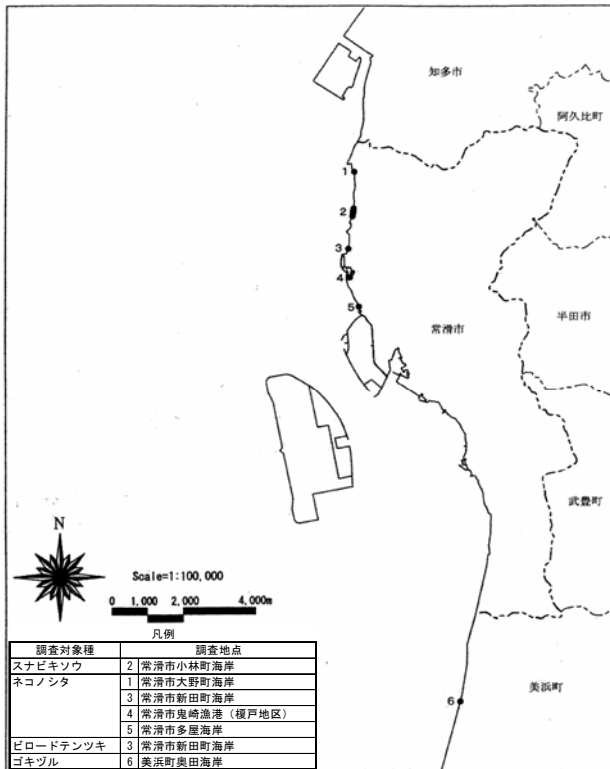 知多市
阿久比町
1
2
3
4
5
常滑市
半田市
武豊町
N
Scale=1:100,000
0 1,000 2,000 4,000m
美浜町
6
凡例
調査対象種 調査地点
スナビキソウ 2 常滑市小林町海岸
ネコノシタ 1 常滑市大野町海岸
3 常滑市新田町海岸
4 常滑市鬼崎漁港（榎戸地区）
5 常滑市多屋海岸
ビロードテンツキ 3 常滑市新田町海岸
ゴキヅル 6 美浜町奥田海岸